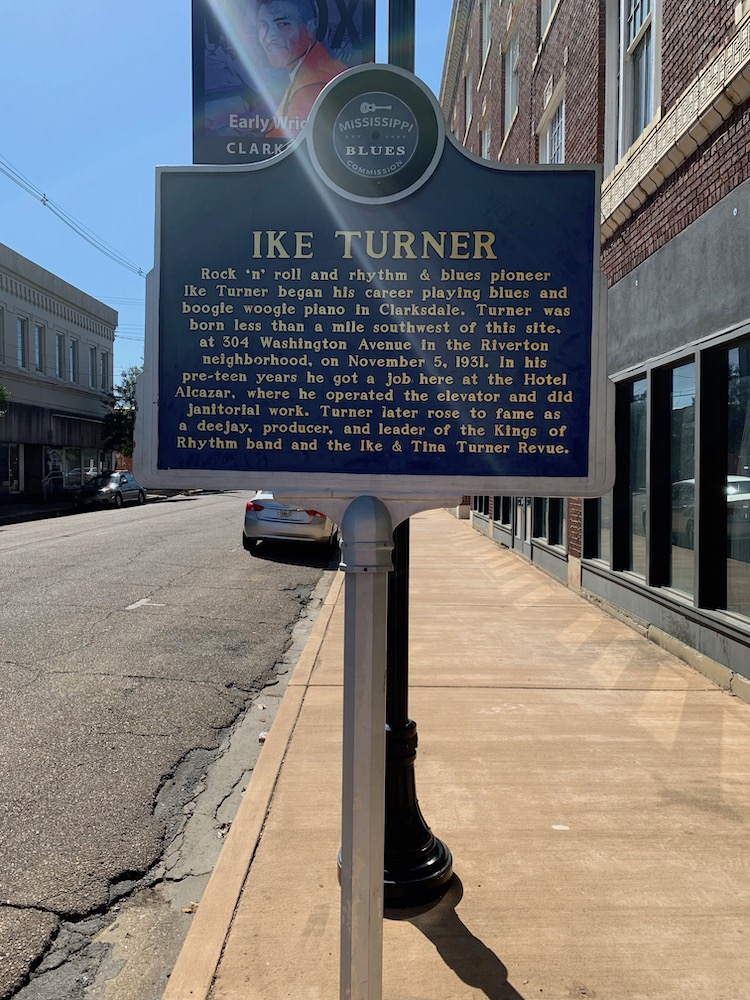 Early
CLARK
MISSISSIPPI
BLUES
COMMISSION
IKE TURNER
Rock ‘n’ roll and rhythm & blues pioneer
Ike Turner began his career playing blues and
boogie woogie piano in Clarksdale. Turner was
born less than a mile southwest of this site,
at 304 Washington Avenue in the Riverton
neighborhood, on November 5, 1931. In his
pre-teen years he got a job here at the Hotel
Alcazar, where he operated the elevator and did
janitorial work. Turner later rose to fame as
a deejay, producer, and leader of the Kings of
Rhythm band and the Ike & Tina Turner Revue.